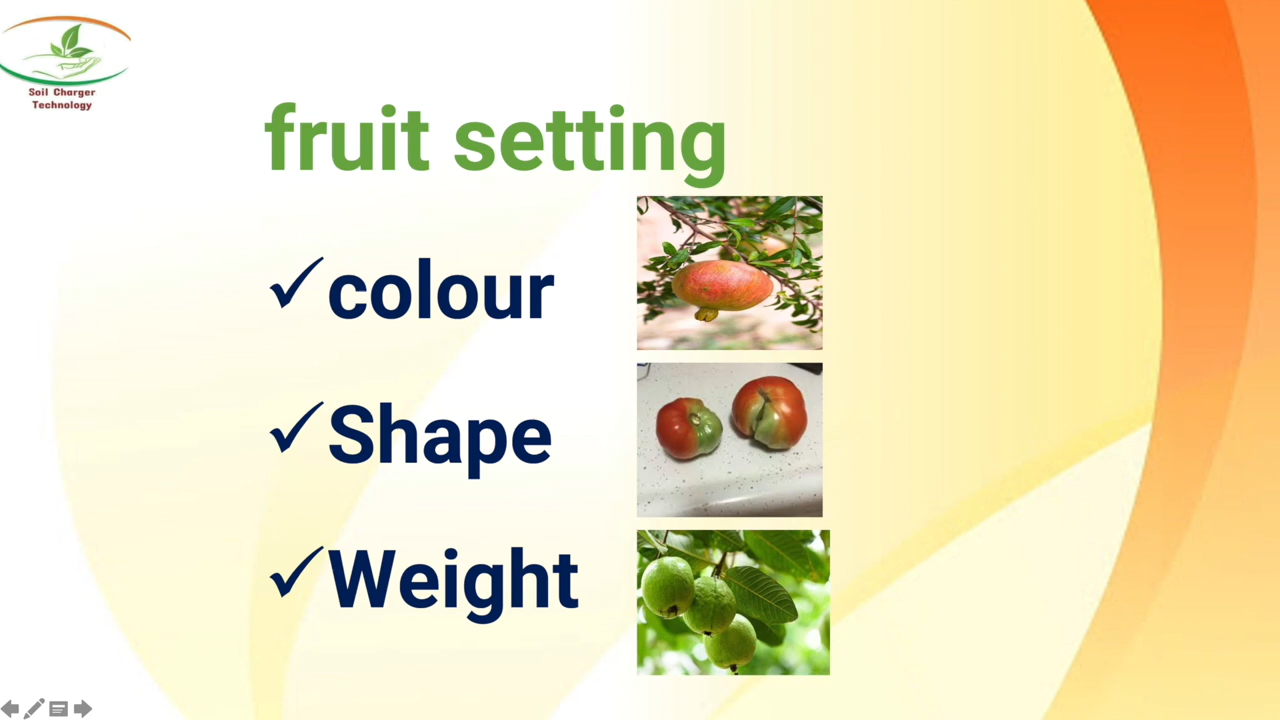 Soil Charger
Technology
fruit setting
✓colour
✓Shape
✓Weight